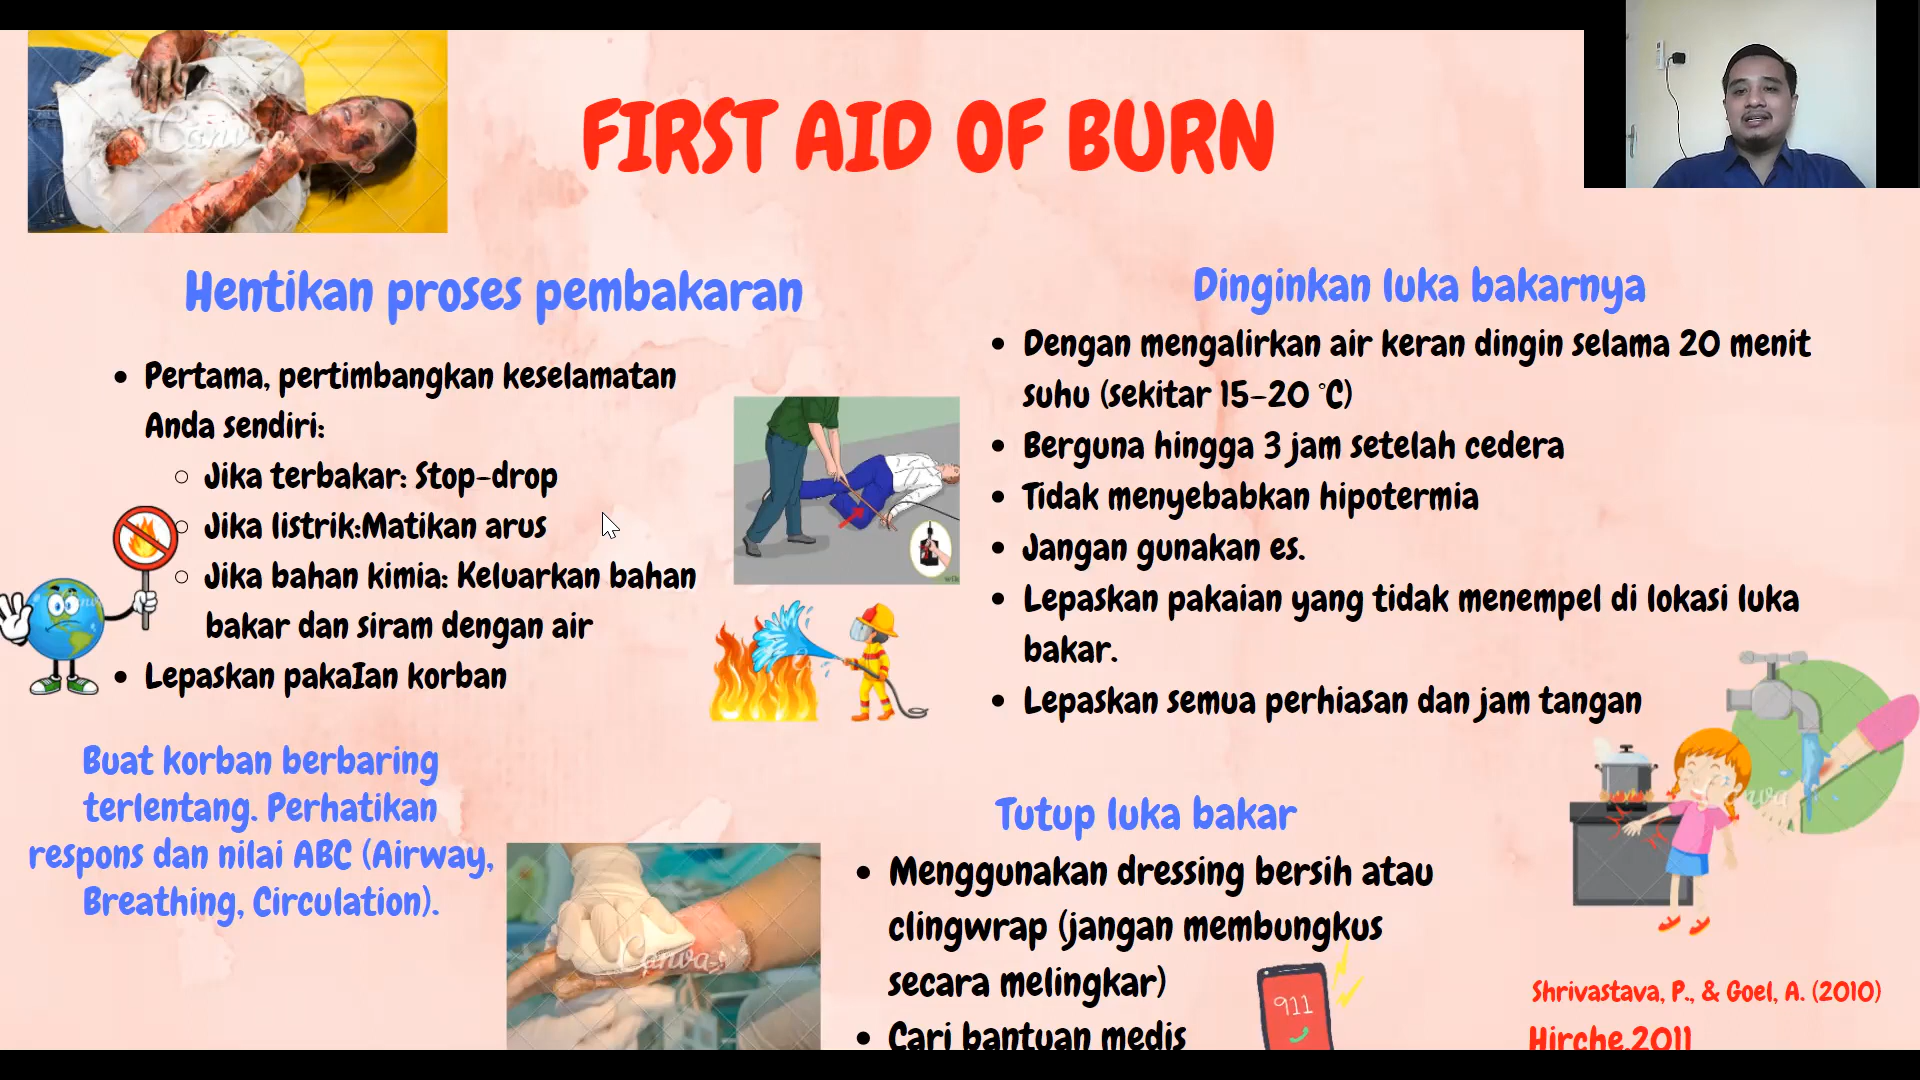 FIRST AID OF BURN
Hentikan proses pembakaran
Pertama, pertimbangkan keselamatan
Anda sendiri:
Jika terbakar: Stop-drop
Jika listrik:Matikan arus
Jika bahan kimia: Keluarkan bahan
bakar dan siram dengan air
Lepaskan pakaIan korban
Buat korban berbaring
terlentang. Perhatikan
respons dan nilai ABC (Airway,
Breathing, Circulation).
Dinginkan luka bakarnya
Dengan mengalirkan air keran dingin selama 20 menit
suhu (sekitar 15-20 °C)
Berguna hingga 3 jam setelah cedera
Tidak menyebabkan hipotermia
Jangan gunakan es.
Lepaskan pakaian yang tidak menempel di lokasi luka
bakar.
Lepaskan semua perhiasan dan jam tangan
Tutup luka bakar
Menggunakan dressing bersih atau
clingwrap (jangan membungkus
secara melingkar)
Cari bantuan medis
911
Shrivastava, P., & Goel, A. (2010)
Hirche,2011
Canva
Canva